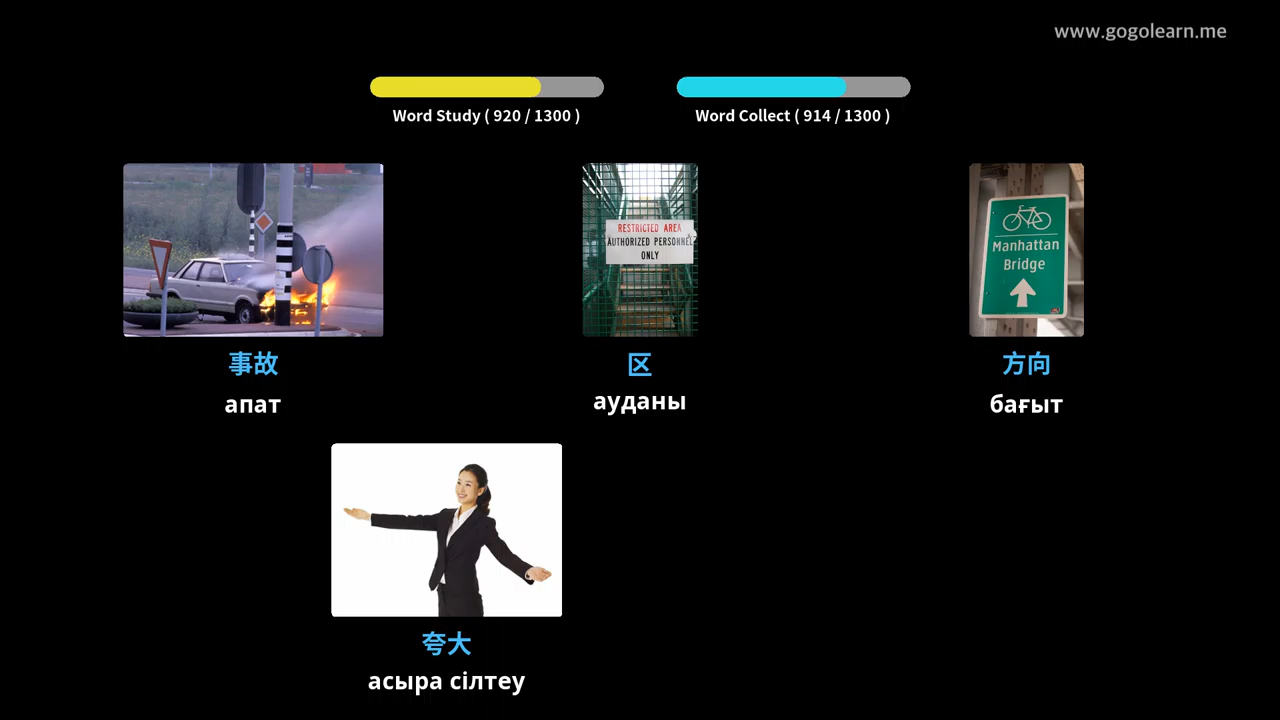 www.gogolearn.me
Word Study ( 920 / 1300 )
Word Collect ( 914 / 1300 )
RESTRICTED AREA
AUTHORIZED PERSONNEL
ONLY
Manhattan
Bridge
事故
апат
区
ауданы
方向
бағыт
夸大
асыра сілтеу